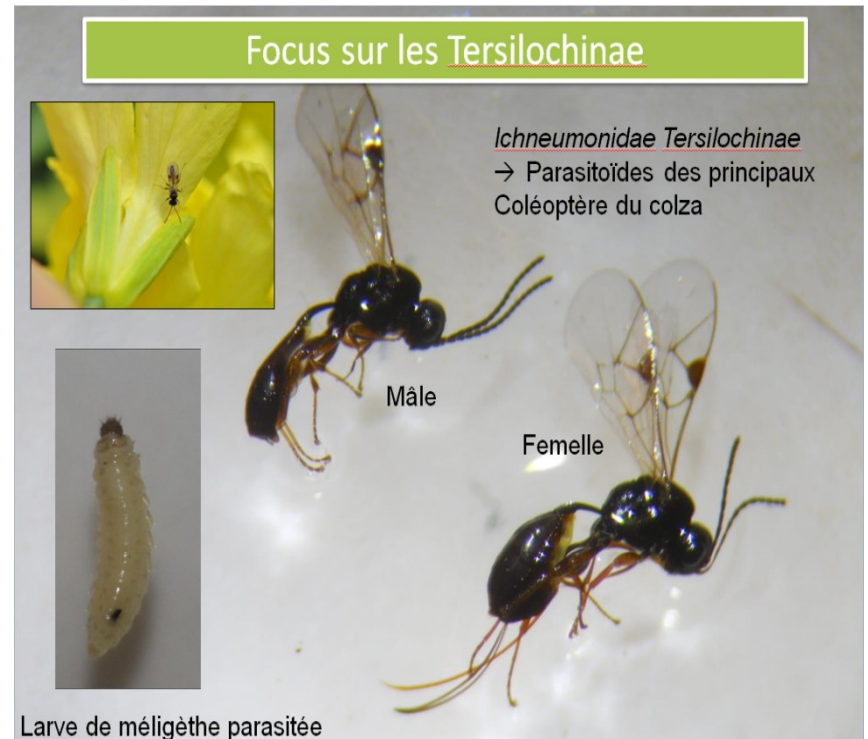 Focus sur les Tersilochinae
Ichneumonidae Tersilochinae
→ Parasitoïdes des principaux
Coléoptère du colza
Mâle
Femelle
Larve de méligèthe parasitée